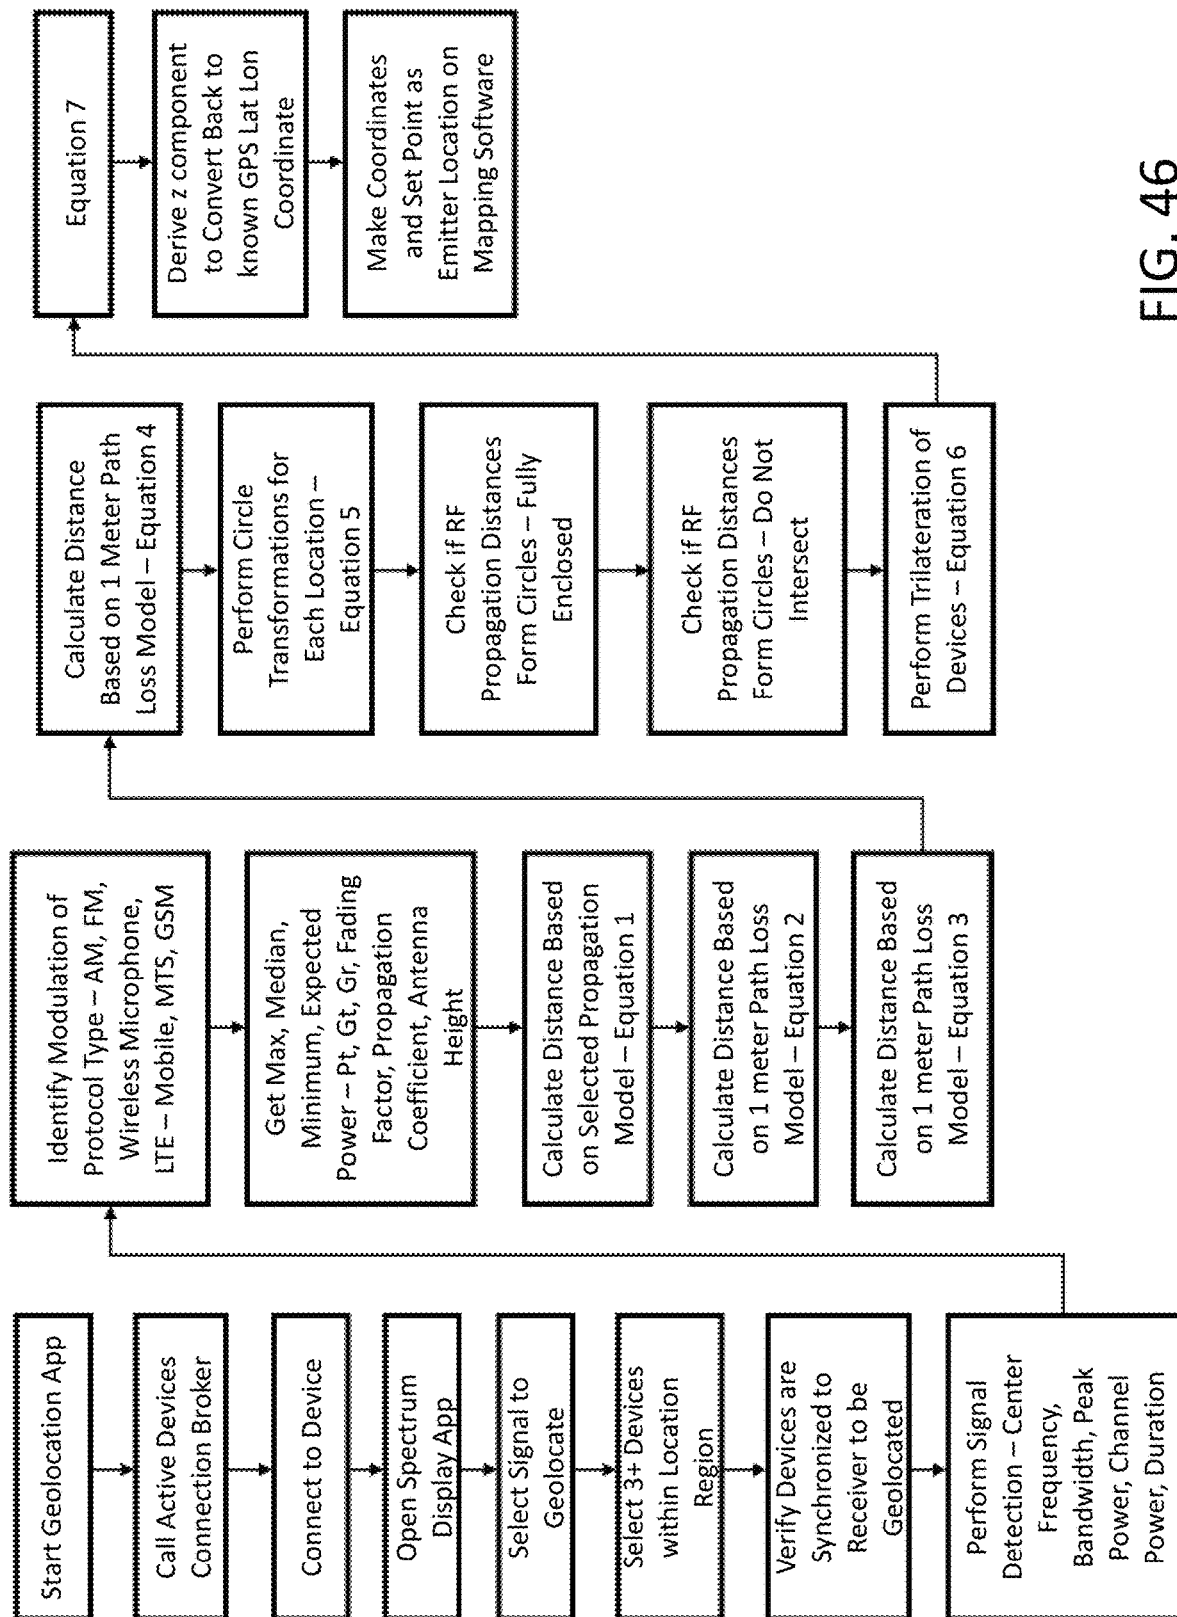 Start Geolocation App
Call Active Devices
Connection Broker
Connect to Device
Open Spectrum
Display App
Select Signal to
Geolocate
Select 3+ Devices
within Location
Region
Verify Devices are
Synchronized to
Receiver to be
Geolocated
Perform Signal
Detection – Center
Frequency,
Bandwidth, Peak
Power, Channel
Power, Duration
Identify Modulation of
Protocol Type – AM, FM,
Wireless Microphone,
LTE – Mobile, MTS, GSM
Get Max, Median,
Minimum, Expected
Power – Pt, Gt, Gr, Fading
Factor, Propagation
Coefficient, Antenna
Height
Calculate Distance Based
on Selected Propagation
Model – Equation 1
Calculate Distance Based
on 1 meter Path Loss
Model – Equation 2
Calculate Distance Based
on 1 meter Path Loss
Model – Equation 3
Calculate Distance
Based on 1 Meter Path
Loss Model – Equation 4
Perform Circle
Transformations for
Each Location –
Equation 5
Check if RF
Propagation Distances
Form Circles – Fully
Enclosed
Check if RF
Propagation Distances
Form Circles – Do Not
Intersect
Perform Trilateration of
Devices – Equation 6
Equation 7
Derive z component
to Convert Back to
known GPS Lat Lon
Coordinate
Make Coordinates
and Set Point as
Emitter Location on
Mapping Software
FIG. 46